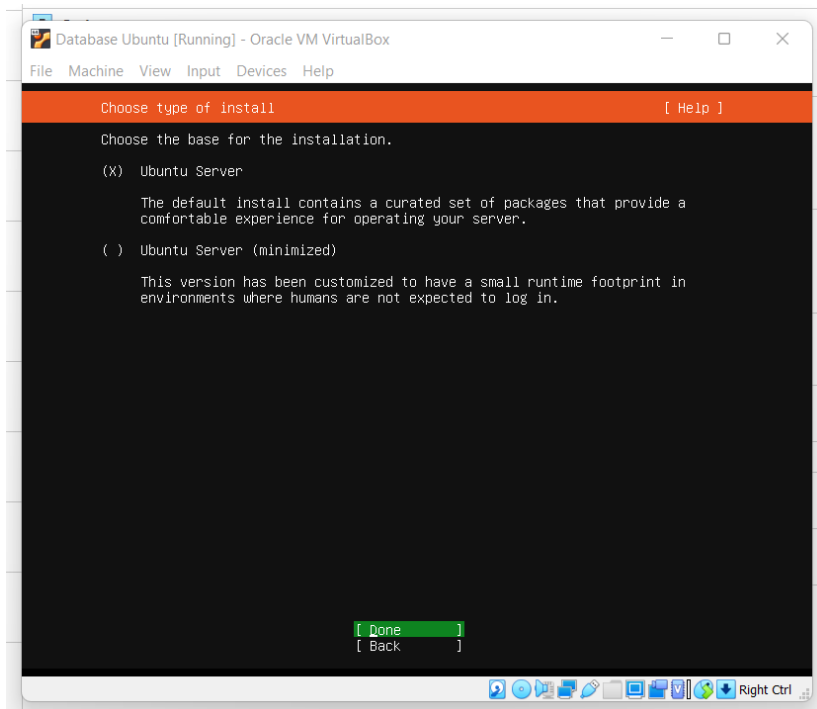 Database Ubuntu [Running] - Oracle VM VirtualBox
File Machine View Input Devices Help
Choose type of install [ Help ]
Choose the base for the installation.
(X) Ubuntu Server
The default install contains a curated set of packages that provide a
comfortable experience for operating your server.
( ) Ubuntu Server (minimized)
This version has been customized to have a small runtime footprint in
environments where humans are not expected to log in.
[ Done ]
[ Back ]
Right Ctrl